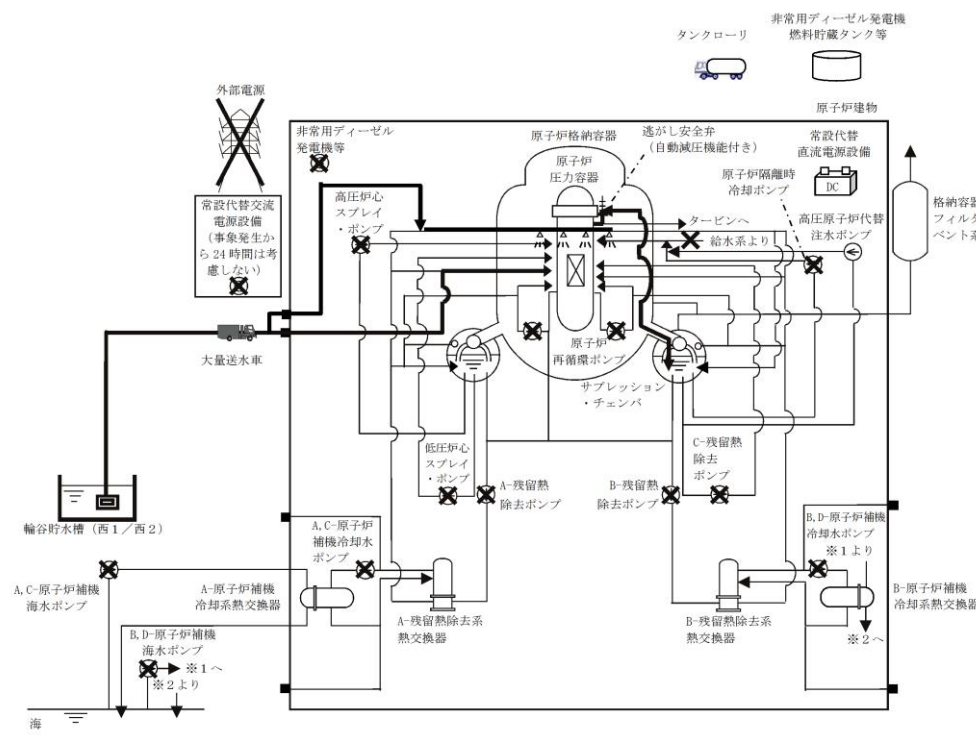 非常用ディーゼル発電機
燃料貯蔵タンク等
タンクローリ
外部電源
原子炉建物
非常用ディーゼル
発電機等
原子炉格納容器
原子炉
圧力容器
逃がし安全弁
(自動減圧機能付き)
常設代替
直流電源設備
DC
原子炉隔離時
冷却ポンプ
高圧炉心
スプレイ
・ポンプ
常設代替交流
電源設備
(事象発生か
ら24時間は考
慮しない)
タービンへ
給水系より
高圧原子炉代替
注水ポンプ
格納容器
フィルタ
ベント系
大量送水車
原子炉
再循環ポンプ
サプレッション
・チェンバ
低圧炉心
スプレイ
・ポンプ
A-残留熱
除去ポンプ
B-残留熱
除去ポンプ
C-残留熱
除去
ポンプ
輪谷貯水槽(西1/西2)
A,C-原子炉
補機冷却水
ポンプ
B,D-原子炉補機
冷却水ポンプ
※1より
A,C-原子炉補機
海水ポンプ
A-原子炉補機
冷却系熱交換器
A-残留熱除去系
熱交換器
B-残留熱除去系
熱交換器
B-原子炉補機
冷却系熱交換器
※2へ
B,D-原子炉補機
海水ポンプ
※1へ
※2より
海